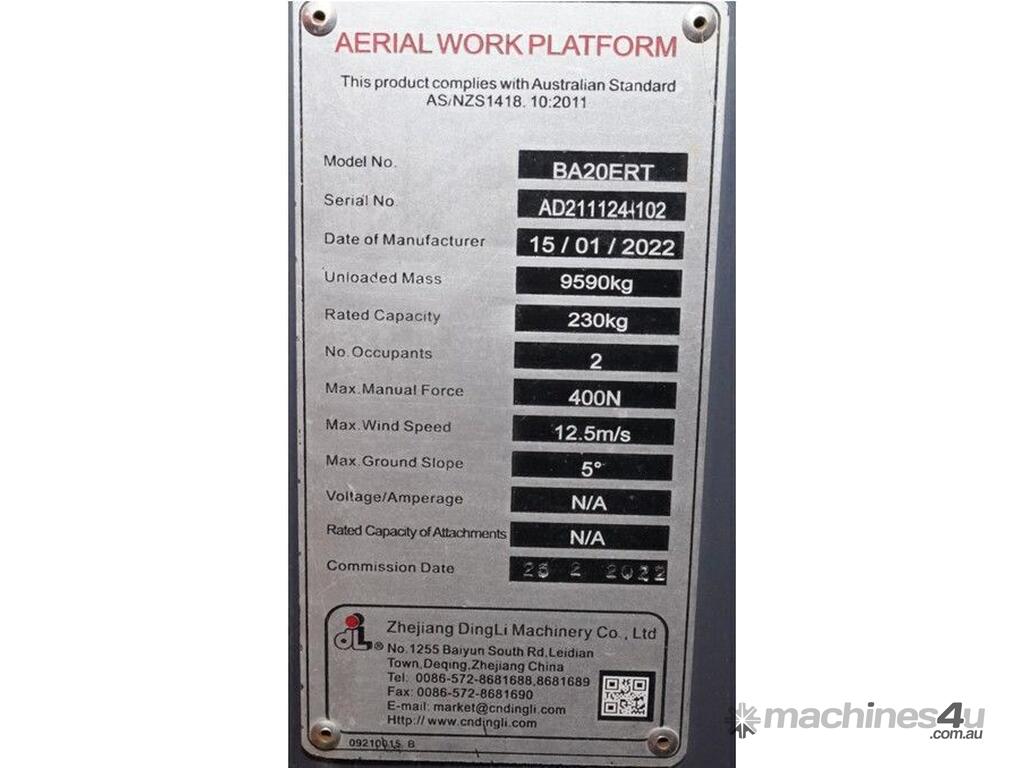 AERIAL WORK PLATFORM
This product complies with Australian Standard
AS/NZS1418. 10:2011
Model No. BA20ERT
Serial No.
Date of Manufacturer 15 / 01 / 2022
Unloaded Mass 9590kg
Rated Capacity 230kg
No. Occupants 2
Max. Manual Force 400N
Max. Wind Speed 12.5m/s
Max. Ground Slope 5°
Voltage/Amperage N/A
Rated Capacity of Attachments N/A
Commission Date 2 2022
Zhejiang DingLi Machinery Co., Ltd
No.1255 Baiyun South Rd,Leidian
Town,Deqing,Zhejiang China
Tel: 0086-572-8681688,8681689
Fax: 0086-572-8681690
E-mail: market@cndingli.com
Http:// www.cndingli.com
09210015 B
machines4u
.com.au